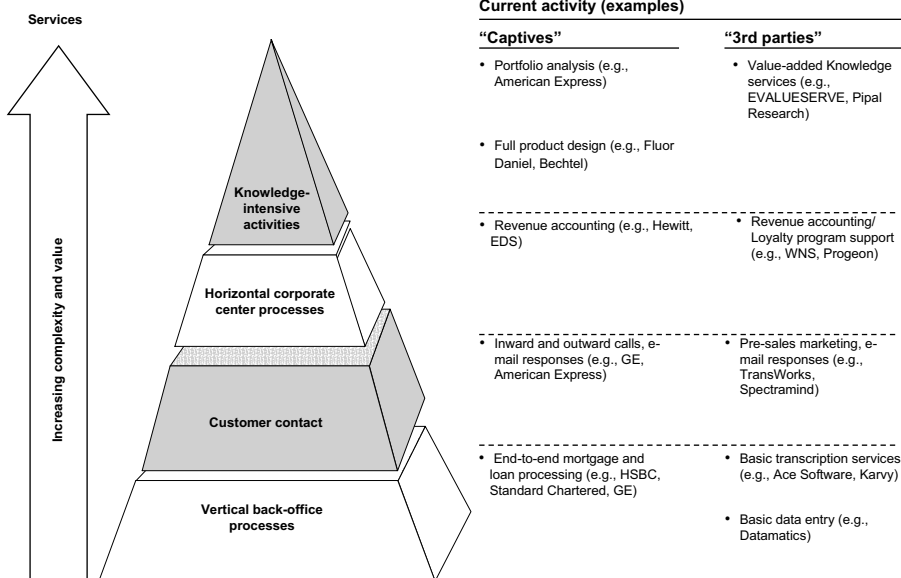 Current activity (examples)
Services
“Captives”
“3rd parties”
Increasing complexity and value
Knowledge-
intensive
activities
• Portfolio analysis (e.g.,
American Express)
• Full product design (e.g., Fluor
Daniel, Bechtel)
• Value-added Knowledge
services (e.g.,
EVALUESERVE, Pipal
Research)
Horizontal corporate
center processes
• Revenue accounting (e.g., Hewitt,
EDS)
• Revenue accounting/
Loyalty program support
(e.g., WNS, Progeon)
Customer contact
• Inward and outward calls, e-
mail responses (e.g., GE,
American Express)
• Pre-sales marketing, e-
mail responses (e.g.,
TransWorks,
Spectramind)
Vertical back-office
processes
• End-to-end mortgage and
loan processing (e.g., HSBC,
Standard Chartered, GE)
• Basic transcription services
(e.g., Ace Software, Karvy)
• Basic data entry (e.g.,
Datamatics)